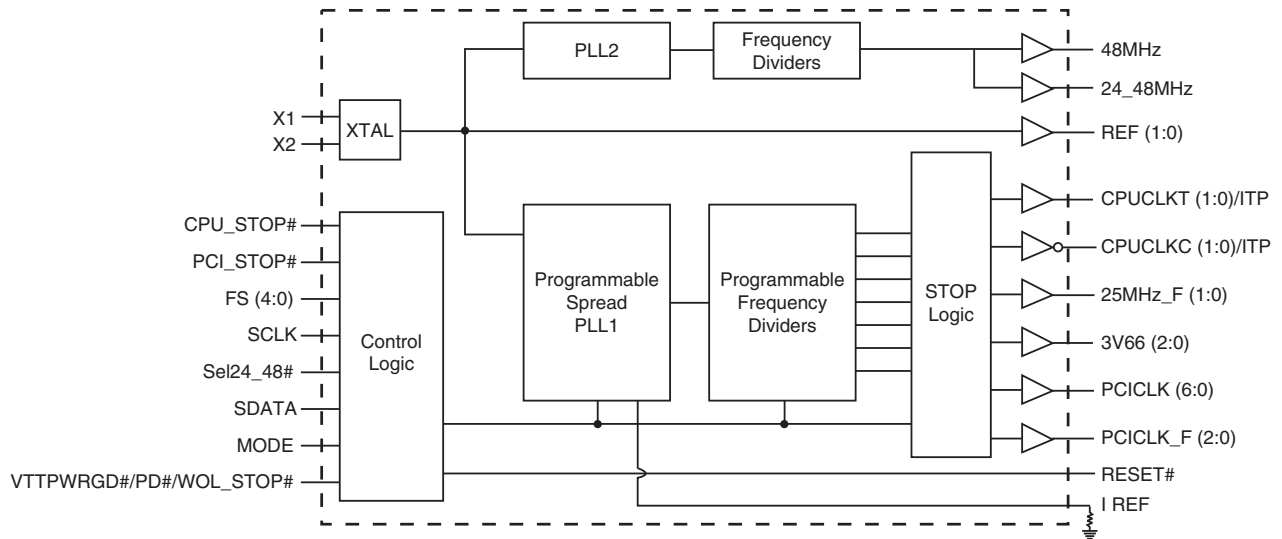 PLL2
Frequency
Dividers
48MHz
24_48MHz
X1
X2
XTAL
REF (1:0)
CPU_STOP#
PCI_STOP#
FS (4:0)
SCLK
Sel24_48#
SDATA
MODE
VTTPWRGD#/PD#/WOL_STOP#
Control
Logic
Programmable
Spread
PLL1
Programmable
Frequency
Dividers
STOP
Logic
CPUCLKT (1:0)/ITP
CPUCLKC (1:0)/ITP
25MHz_F (1:0)
3V66 (2:0)
PCICLK (6:0)
PCICLK_F (2:0)
RESET#
I REF